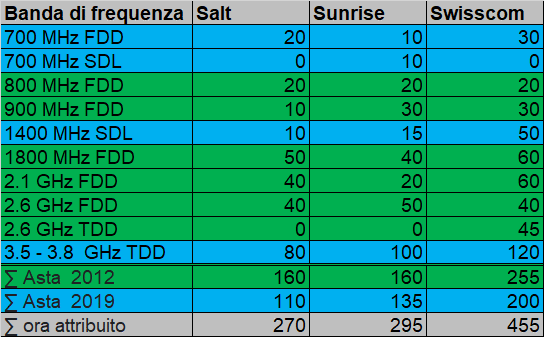 Banda di frequenza Salt Sunrise Swisscom
700 MHz FDD 20 10 30
700 MHz SDL 0 10 0
800 MHz FDD 20 20 20
900 MHz FDD 10 30 30
1400 MHz SDL 10 15 50
1800 MHz FDD 50 40 60
2.1 GHz FDD 40 20 60
2.6 GHz FDD 40 50 40
2.6 GHz TDD 0 0 45
3.5 - 3.8 GHz TDD 80 100 120
∑ Asta 2012 160 160 255
∑ Asta 2019 110 135 200
∑ ora attribuito 270 295 455